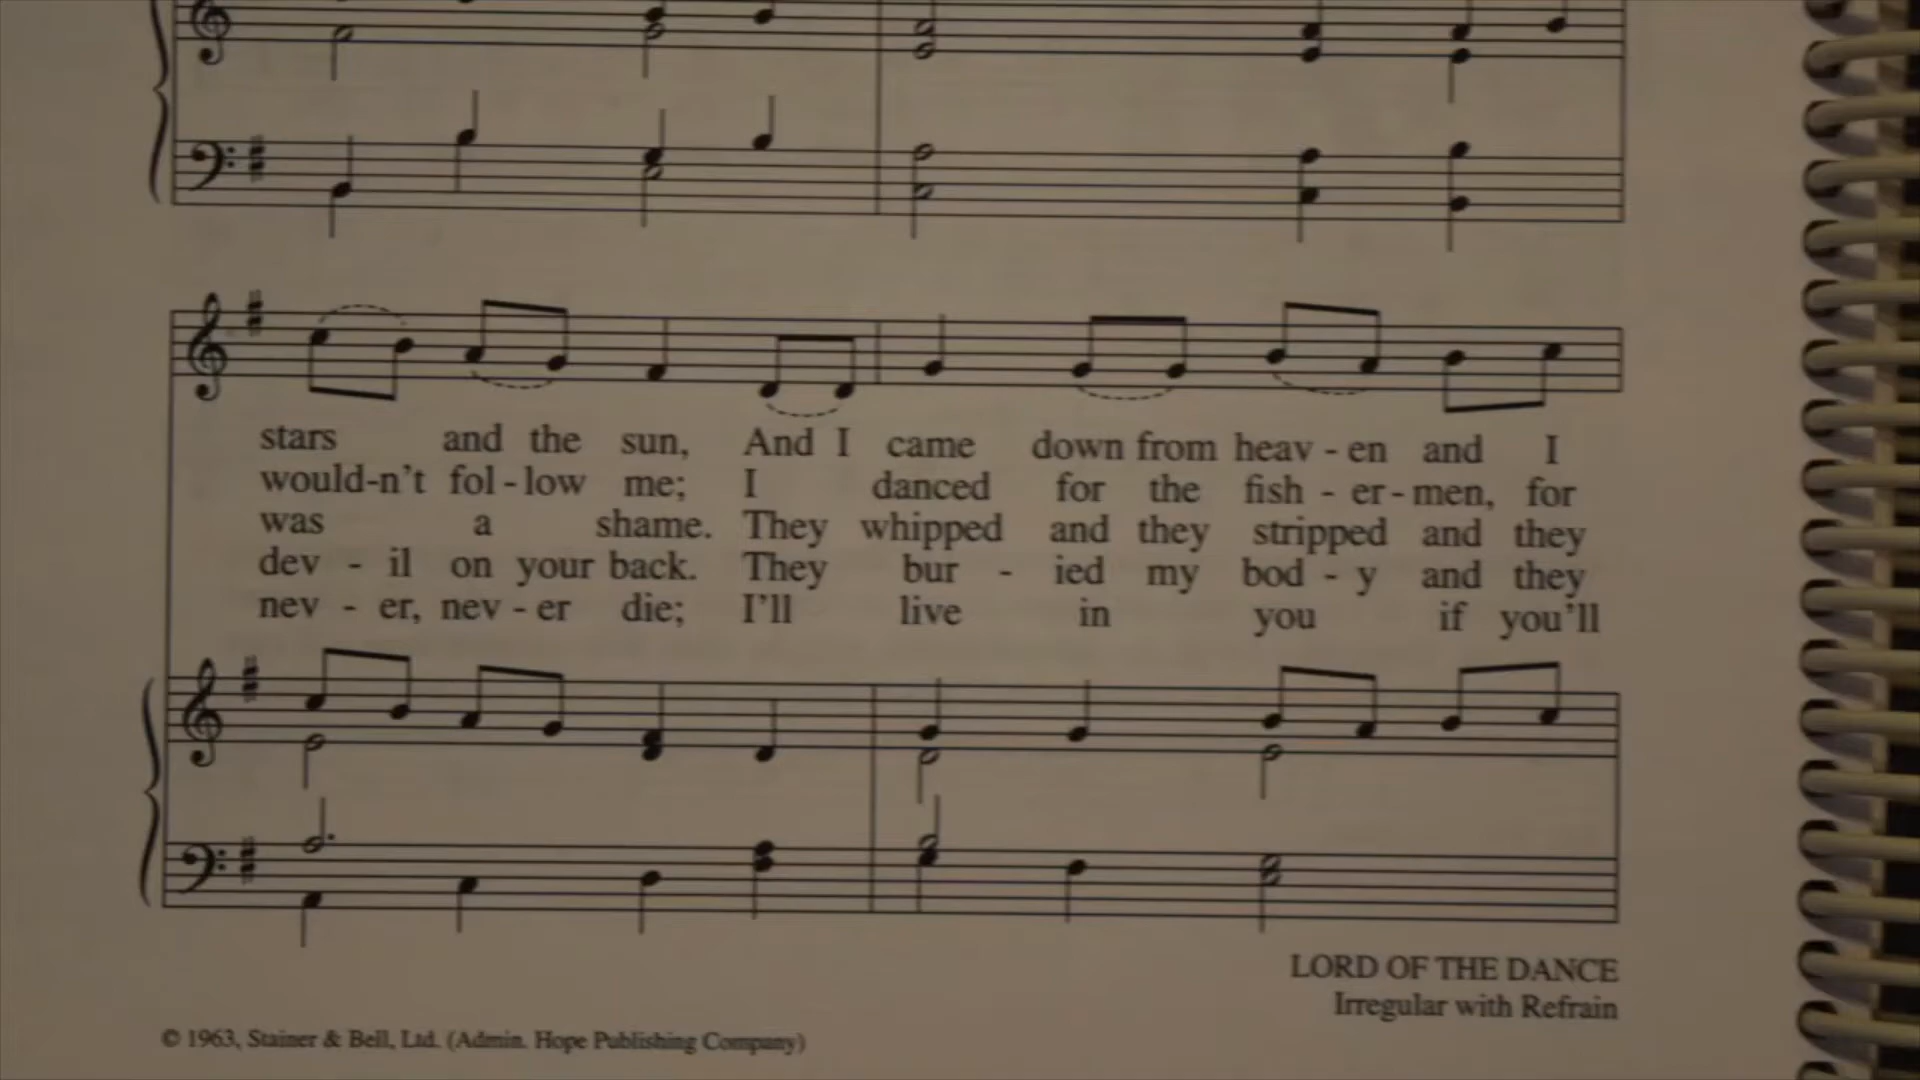 stars and the sun, And I came down from heav - en and I
would-n't fol - low me; I danced for the fish - er - men, for
was a shame. They whipped and they stripped and they
dev - il on your back. They bur - ied my bod - y and they
nev - er, nev - er die; I'll live in you if you'll
LORD OF THE DANCE
Irregular with Refrain
© 1963, Stainer & Bell, Ltd. (Admin. Hope Publishing Company)